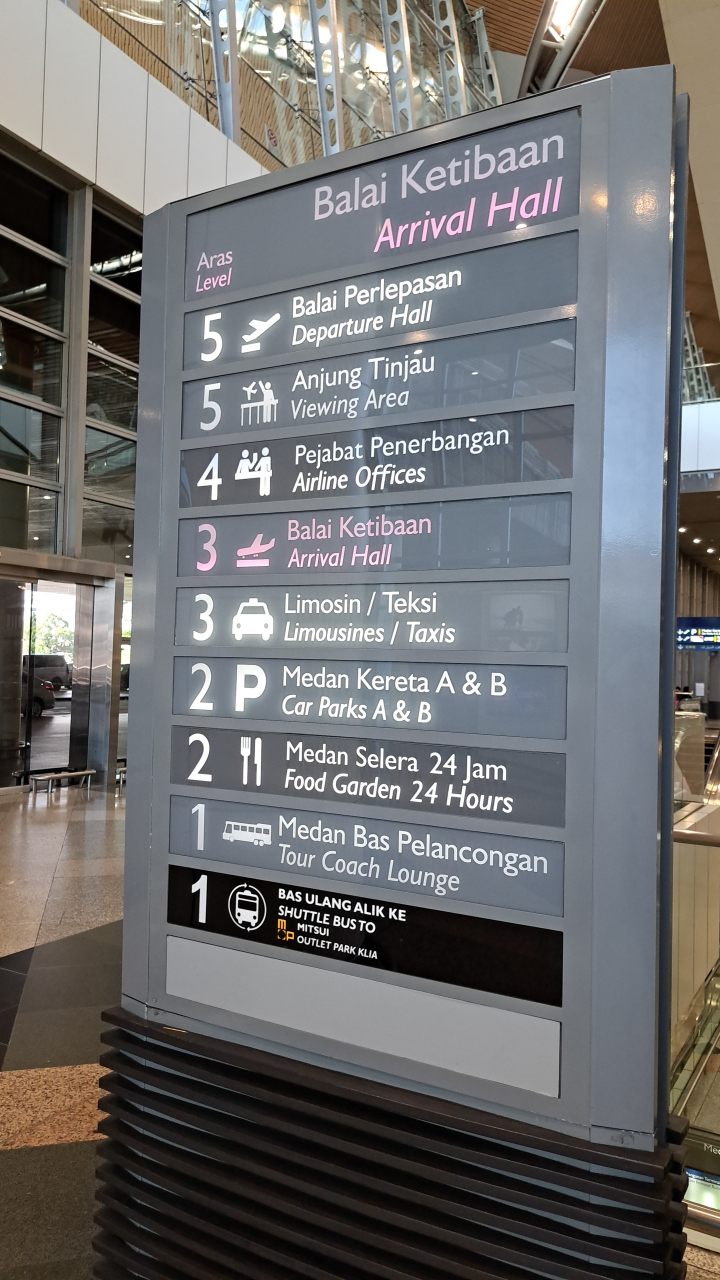 Balai Ketibaan
Arrival Hall
Aras
Level
5 Balai Perlepasan
Departure Hall
5 Anjung Tinjau
Viewing Area
4 Pejabat Penerbangan
Airline Offices
3 Balai Ketibaan
Arrival Hall
3 Limosin / Teksi
Limousines / Taxis
2 P Medan Kereta A & B
Car Parks A & B
2 Medan Selera 24 Jam
Food Garden 24 Hours
1 Medan Bas Pelancongan
Tour Coach Lounge
1 BAS ULANG ALIK KE
SHUTTLE BUS TO
MOP MITSUI
OUTLET PARK KLIA